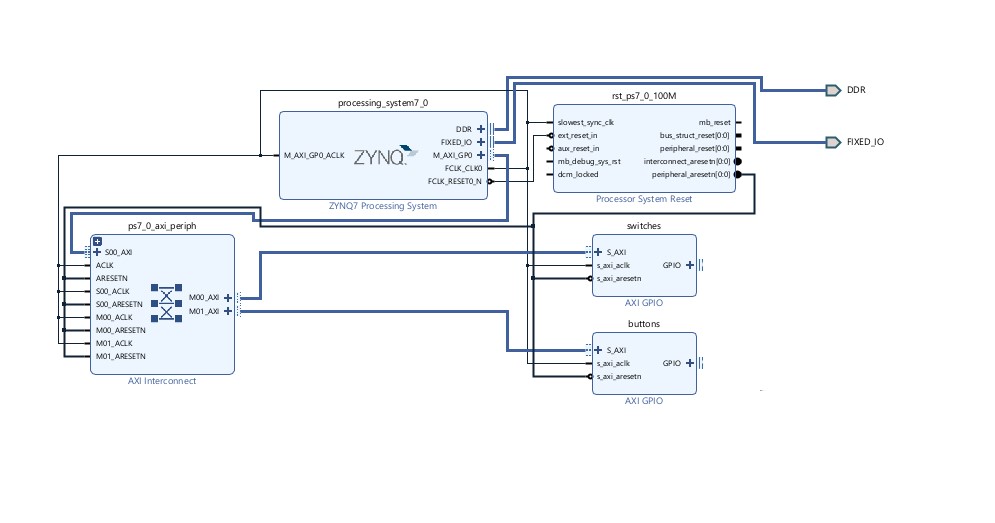 processing_system7_0
DDR
FIXED_IO
M_AXI_GP0_ACLK
ZYNQ
M_AXI_GP0
FCLK_CLK0
FCLK_RESET0_N
ZYNQ7 Processing System
rst_ps7_0_100M
slowest_sync_clk
mb_reset
ext_reset_in
bus_struct_reset[0:0]
aux_reset_in
peripheral_reset[0:0]
mb_debug_sys_rst
interconnect_aresetn[0:0]
dcm_locked
peripheral_aresetn[0:0]
Processor System Reset
DDR
FIXED_IO
ps7_0_axi_periph
S00_AXI
ACLK
ARESETN
S00_ACLK
S00_ARESETN
M00_ACLK
M00_ARESETN
M01_ACLK
M01_ARESETN
M00_AXI
M01_AXI
AXI Interconnect
switches
S_AXI
s_axi_aclk
s_axi_aresetn
GPIO
AXI GPIO
buttons
S_AXI
s_axi_aclk
s_axi_aresetn
GPIO
AXI GPIO